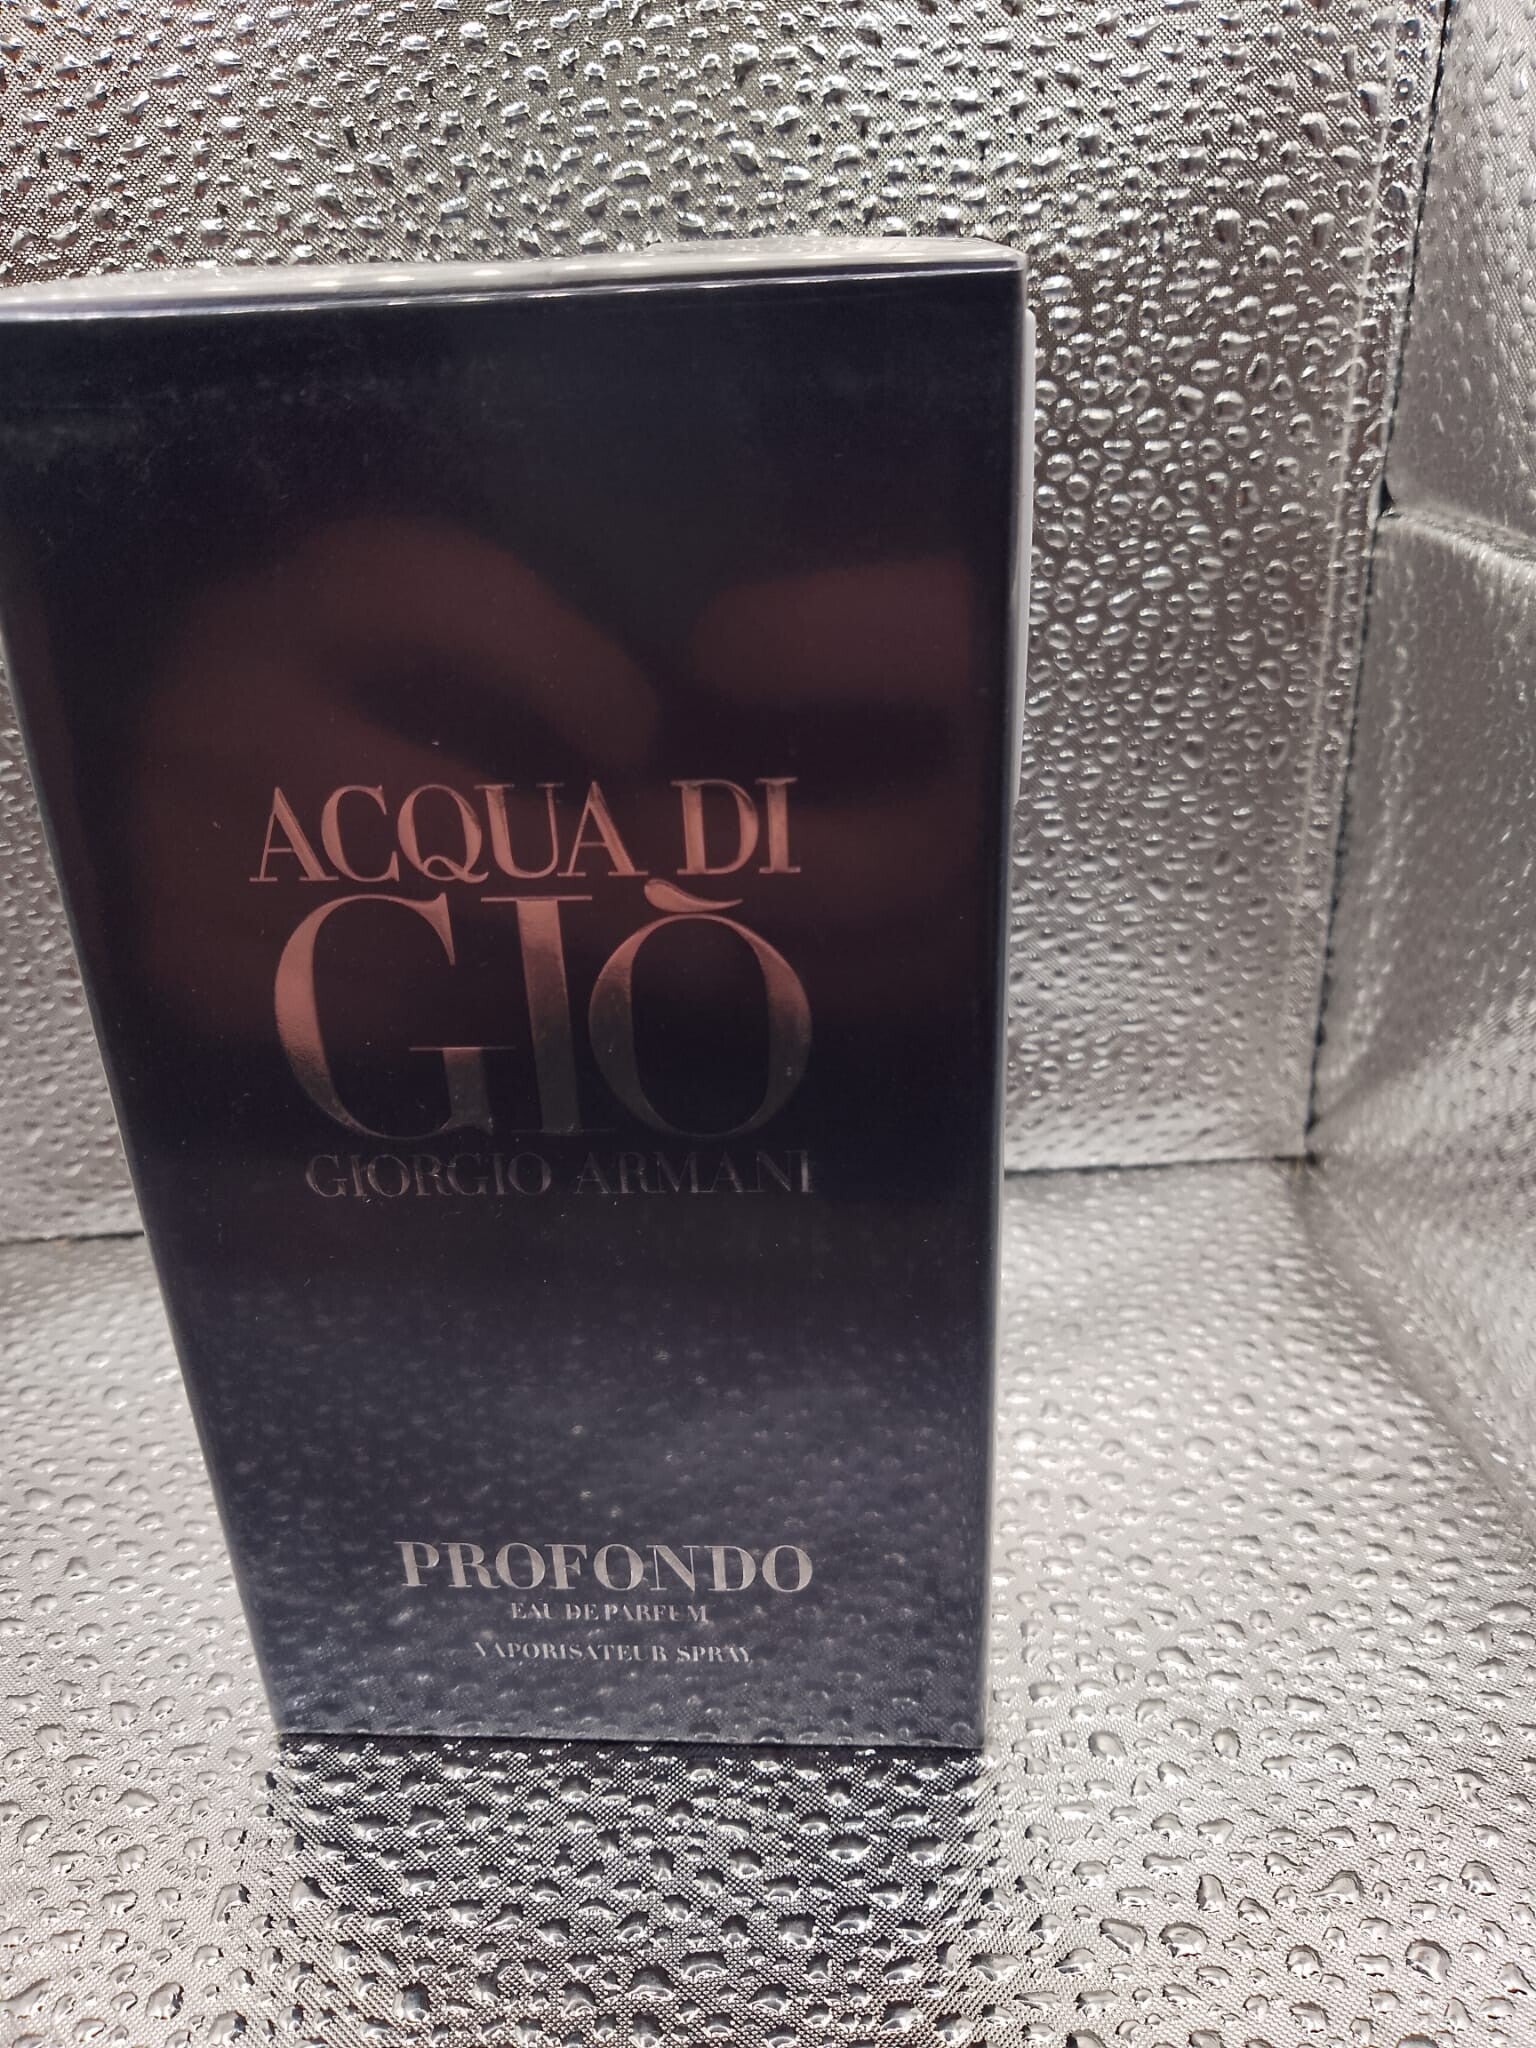 ACQUA DI
GIÒ
GIORGIO ARMANI
PROFONDO
EAU DE PARFUM
VAPORISATEUR SPRAY